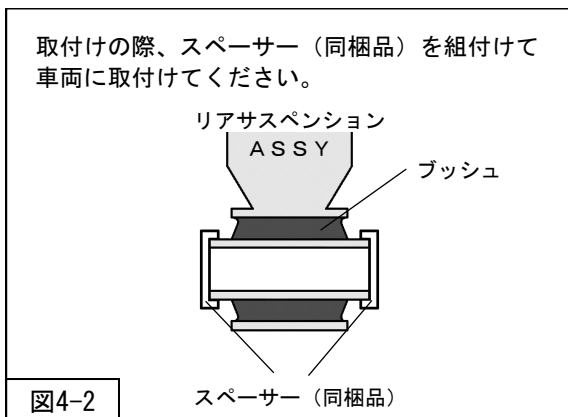 取付けの際、スペーサー（同梱品）を組付けて
車両に取付けてください。
リアサスペンション
ＡＳＳＹ
ブッシュ
スペーサー（同梱品）
図4-2